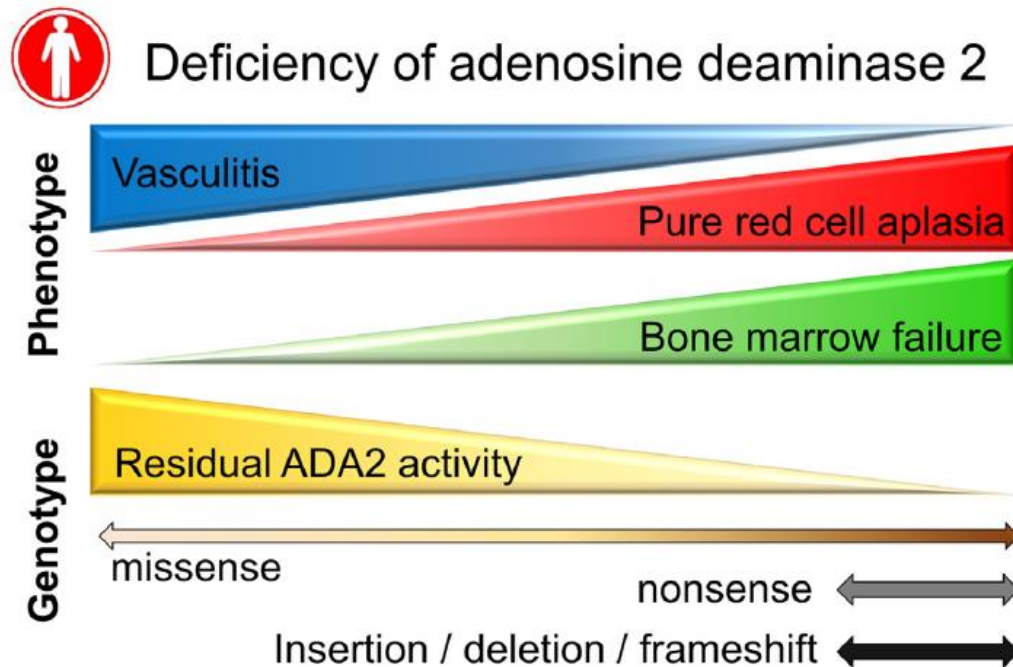 Deficiency of adenosine deaminase 2
Phenotype
Vasculitis
Pure red cell aplasia
Bone marrow failure
Genotype
Residual ADA2 activity
missense
nonsense
Insertion / deletion / frameshift